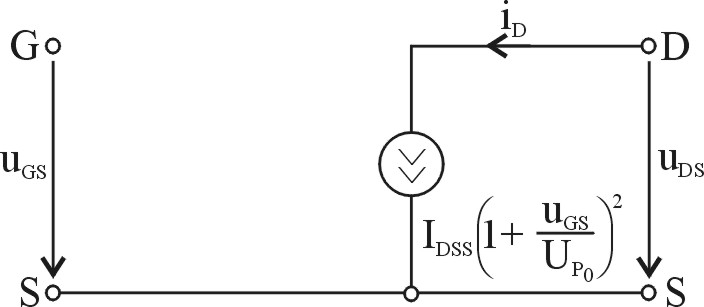 G i_D D
u_GS u_DS
I_DSS(1+ u_GS/U_P₀)²
S S